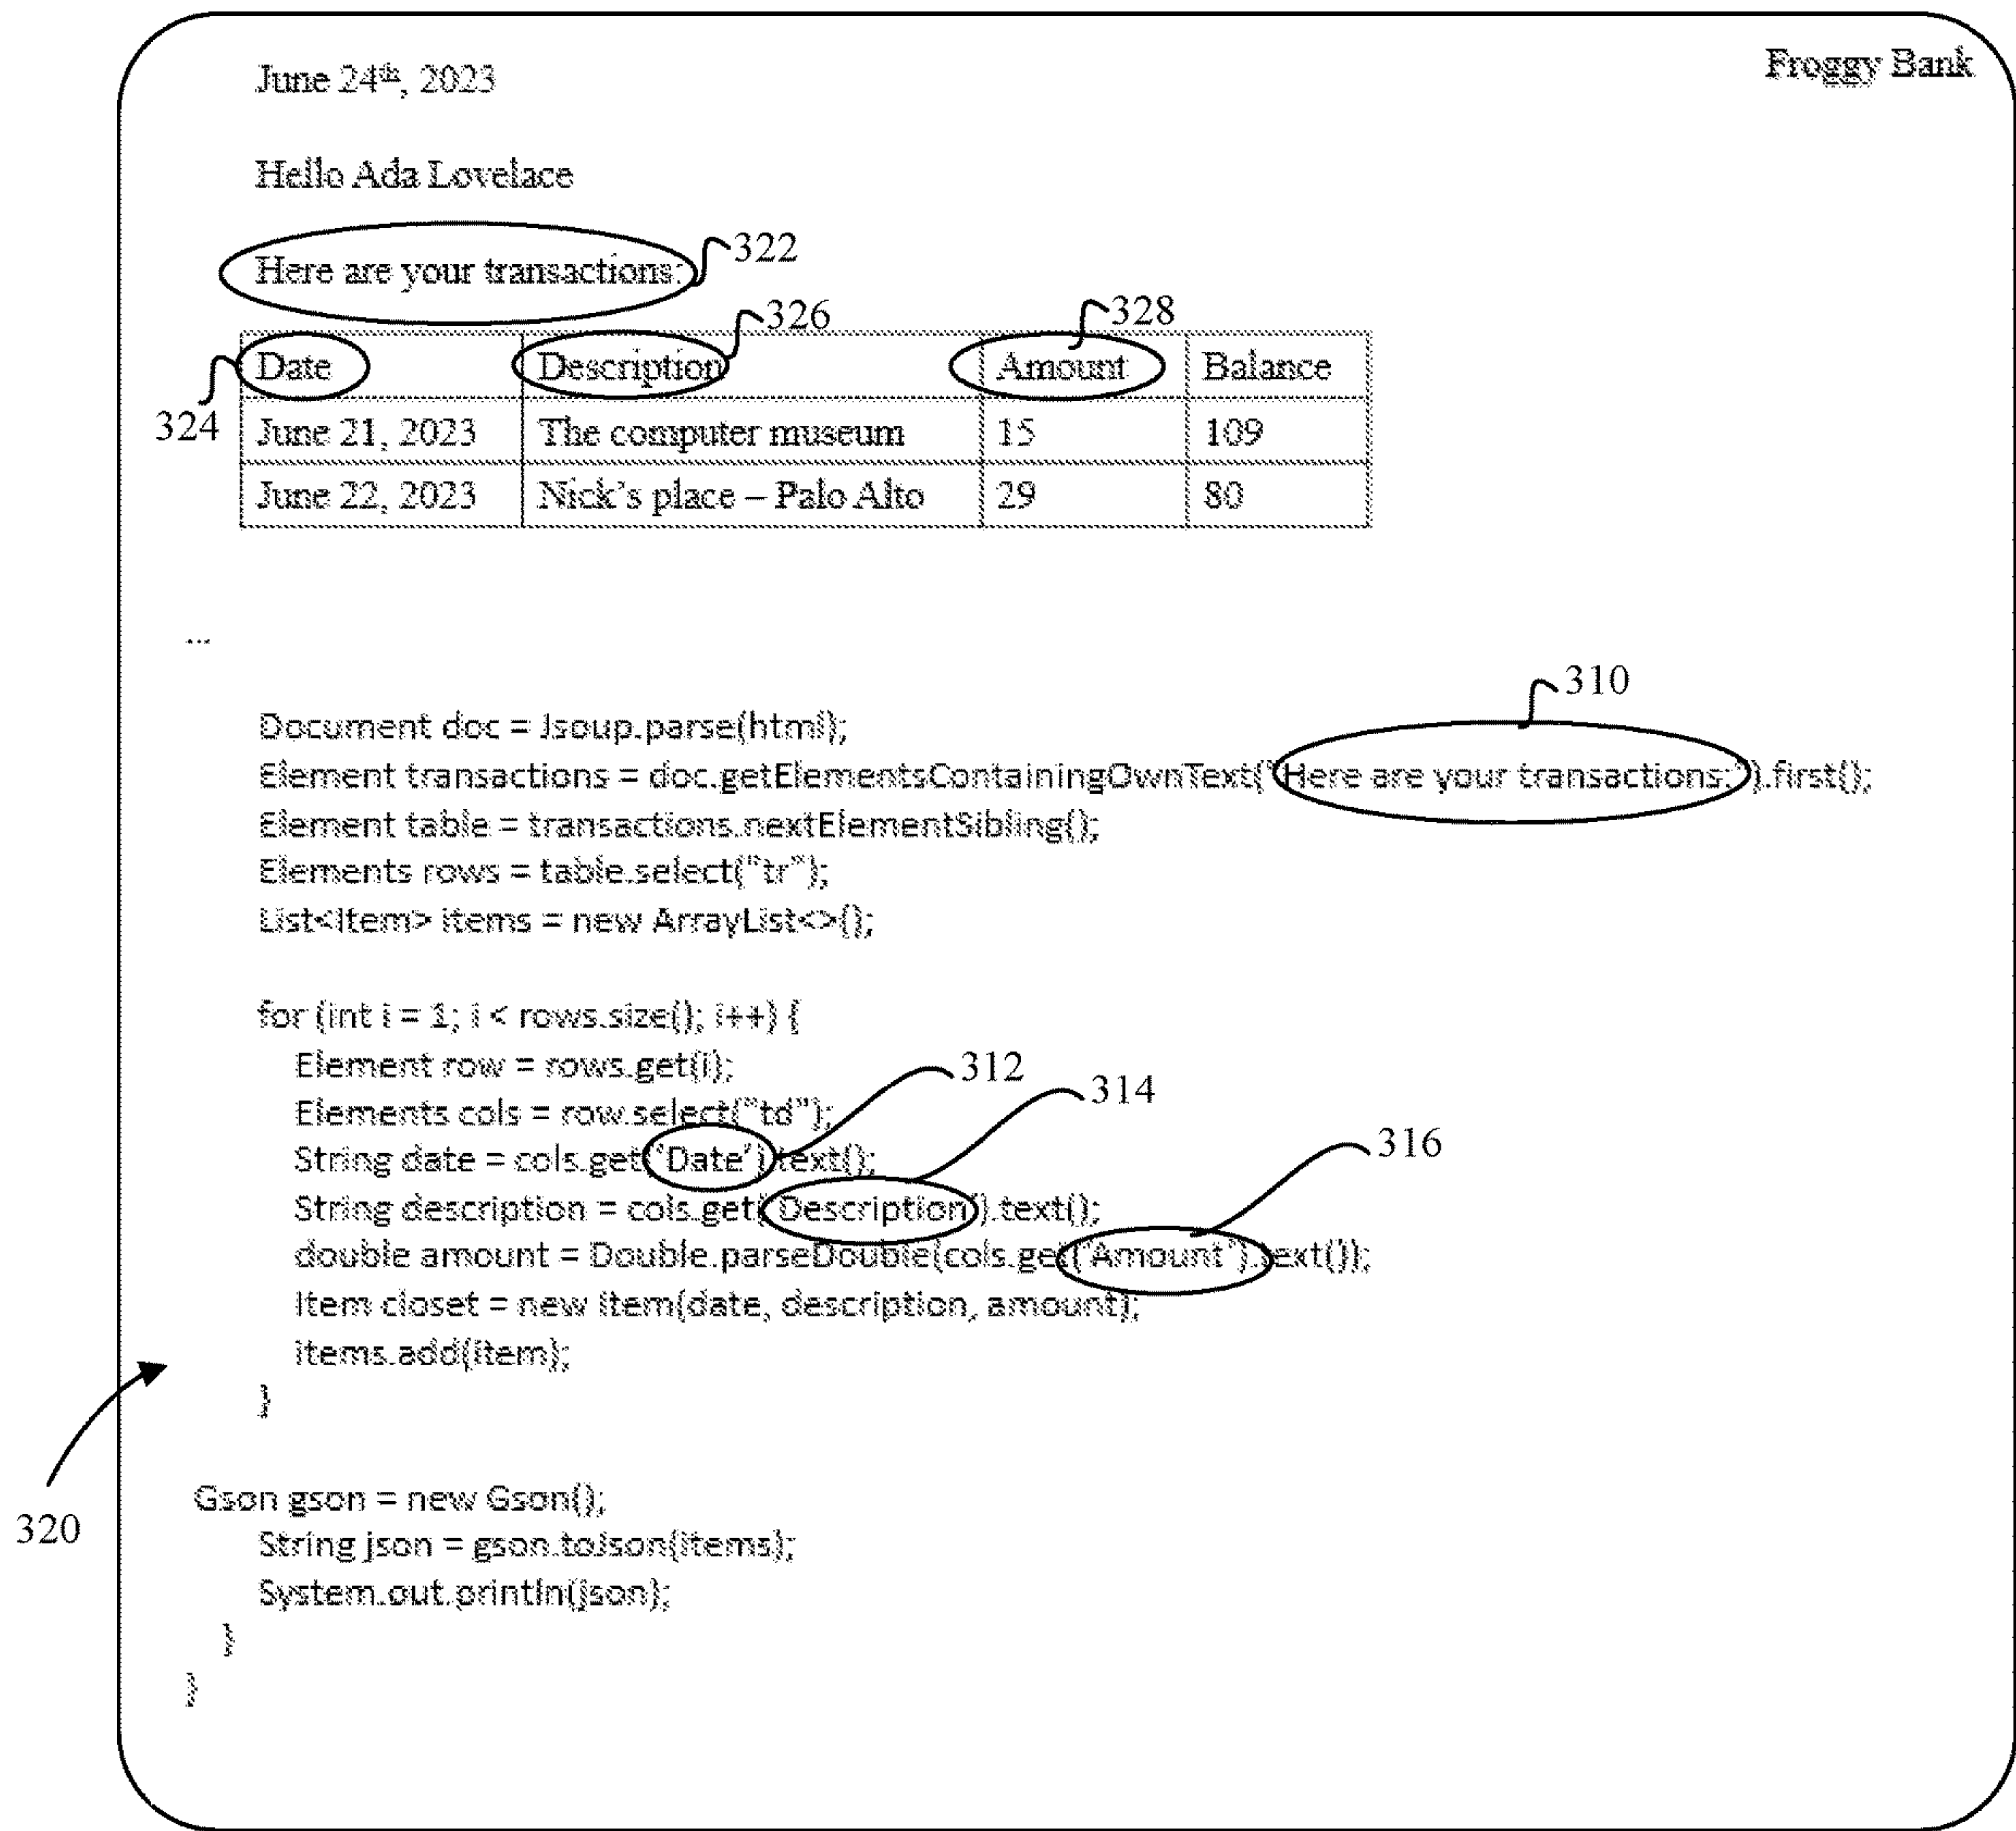 June 24th, 2023
Froggy Bank
Hello Ada Lovelace
Here are your transactions:
322
326
328
Date Description Amount Balance
324
June 21, 2023 The computer museum 15 109
June 22, 2023 Nick's place – Palo Alto 29 80
...
310
Document doc = Jsoup.parse(html);
Element transactions = doc.getElementsContainingOwnText("Here are your transactions:").first();
Element table = transactions.nextElementSibling();
Elements rows = table.select("tr");
List<Item> items = new ArrayList<>();
for (int i = 1; i < rows.size(); i++) {
Element row = rows.get(i);
312
314
Elements cols = row.select("td");
316
String date = cols.get("Date").text();
String description = cols.get("Description").text();
double amount = Double.parseDouble(cols.get("Amount").text());
Item closet = new Item(date, description, amount);
items.add(item);
}
320
Gson gson = new Gson();
String json = gson.toJson(items);
System.out.println(json);
}
}